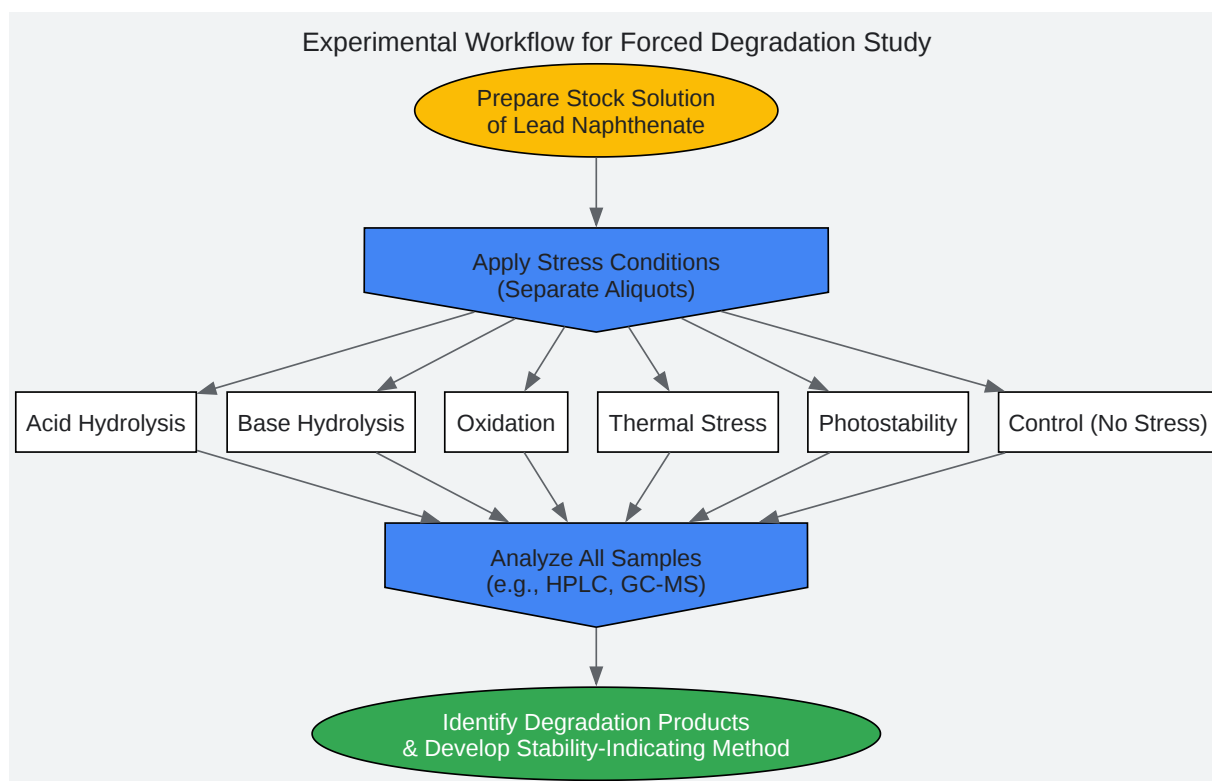 Experimental Workflow for Forced Degradation Study
Prepare Stock Solution
of Lead Naphthenate
Apply Stress Conditions
(Separate Aliquots)
Acid Hydrolysis
Base Hydrolysis
Oxidation
Thermal Stress
Photostability
Control (No Stress)
Analyze All Samples
(e.g., HPLC, GC-MS)
Identify Degradation Products
& Develop Stability-Indicating Method